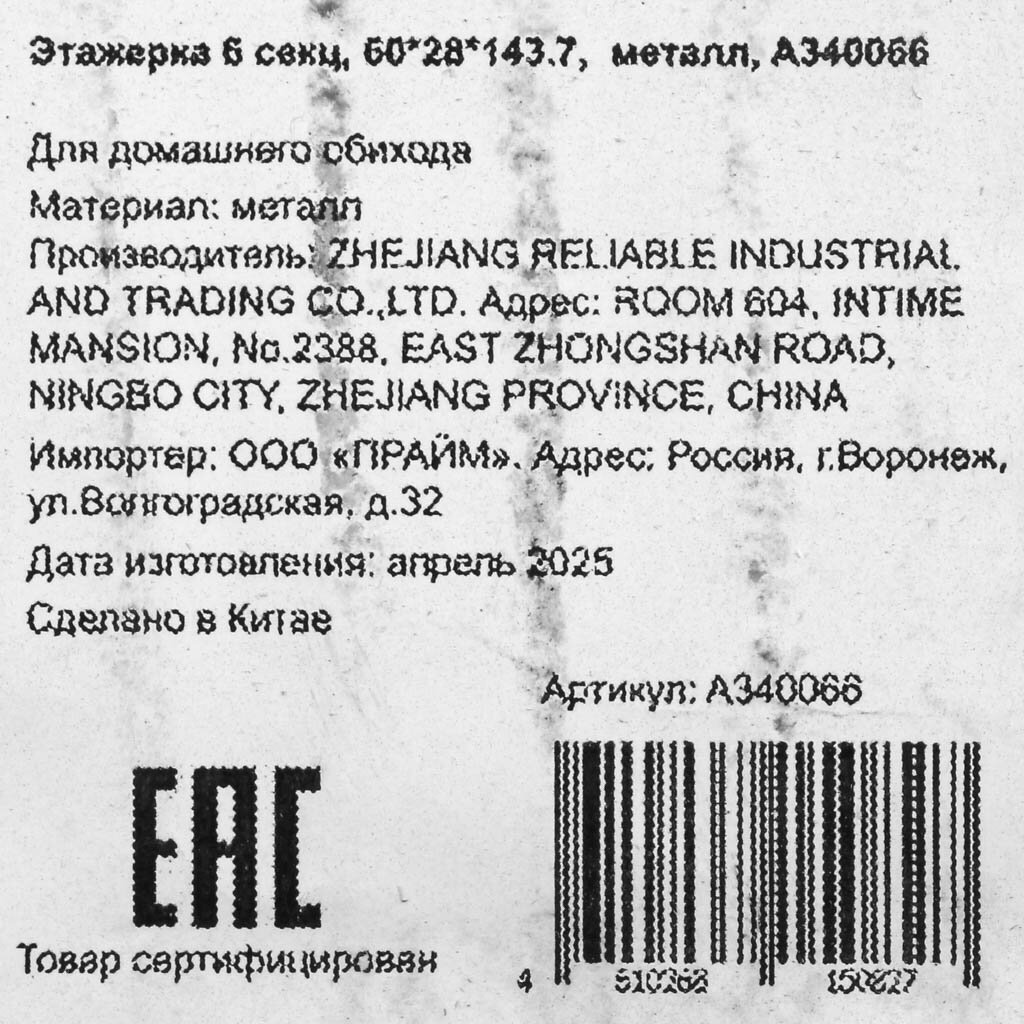 Этажерка 6 секц, 60*28*143.7, металл, А340066
Для домашнего обихода
Материал: металл
Производитель: ZHEJIANG RELIABLE INDUSTRIAL
AND TRADING CO.,LTD. Адрес: ROOM 604, INTIME
MANSION, No.2388, EAST ZHONGSHAN ROAD,
NINGBO CITY, ZHEJIANG PROVINCE, CHINA
Импортер: ООО «ПРАЙМ». Адрес: Россия, г.Воронеж,
ул.Волгоградская, д.32
Дата изготовления: апрель 2025
Сделано в Китае
Артикул: А340066
ЕАС
Товар сертифицирован
4